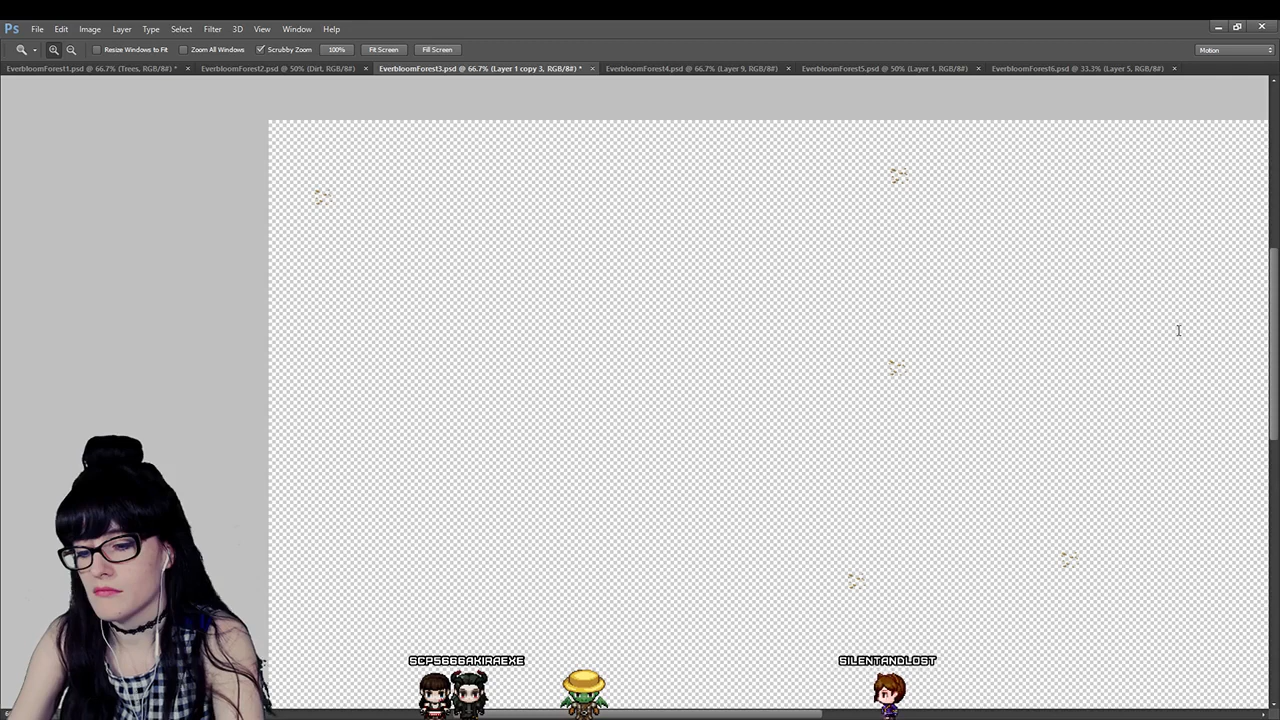 Ps File Edit Image Layer Type Select Filter 3D View Window Help
Resize Windows to Fit Zoom All Windows Scrubby Zoom 100% Fit Screen Fill Screen Motion
EverbloomForest1.psd @ 66.7% (Trees, RGB/8#) * × EverbloomForest2.psd @ 50% (Dirt, RGB/8#) × EverbloomForest3.psd @ 66.7% (Layer 1 copy 3, RGB/8#) * × EverbloomForest4.psd @ 66.7% (Layer 9, RGB/8#) × EverbloomForest5.psd @ 50% (Layer 1, RGB/8#) × EverbloomForest6.psd @ 33.3% (Layer 5, RGB/8#) ×
SCP5666AKIRAEXE SILENTANDLOST